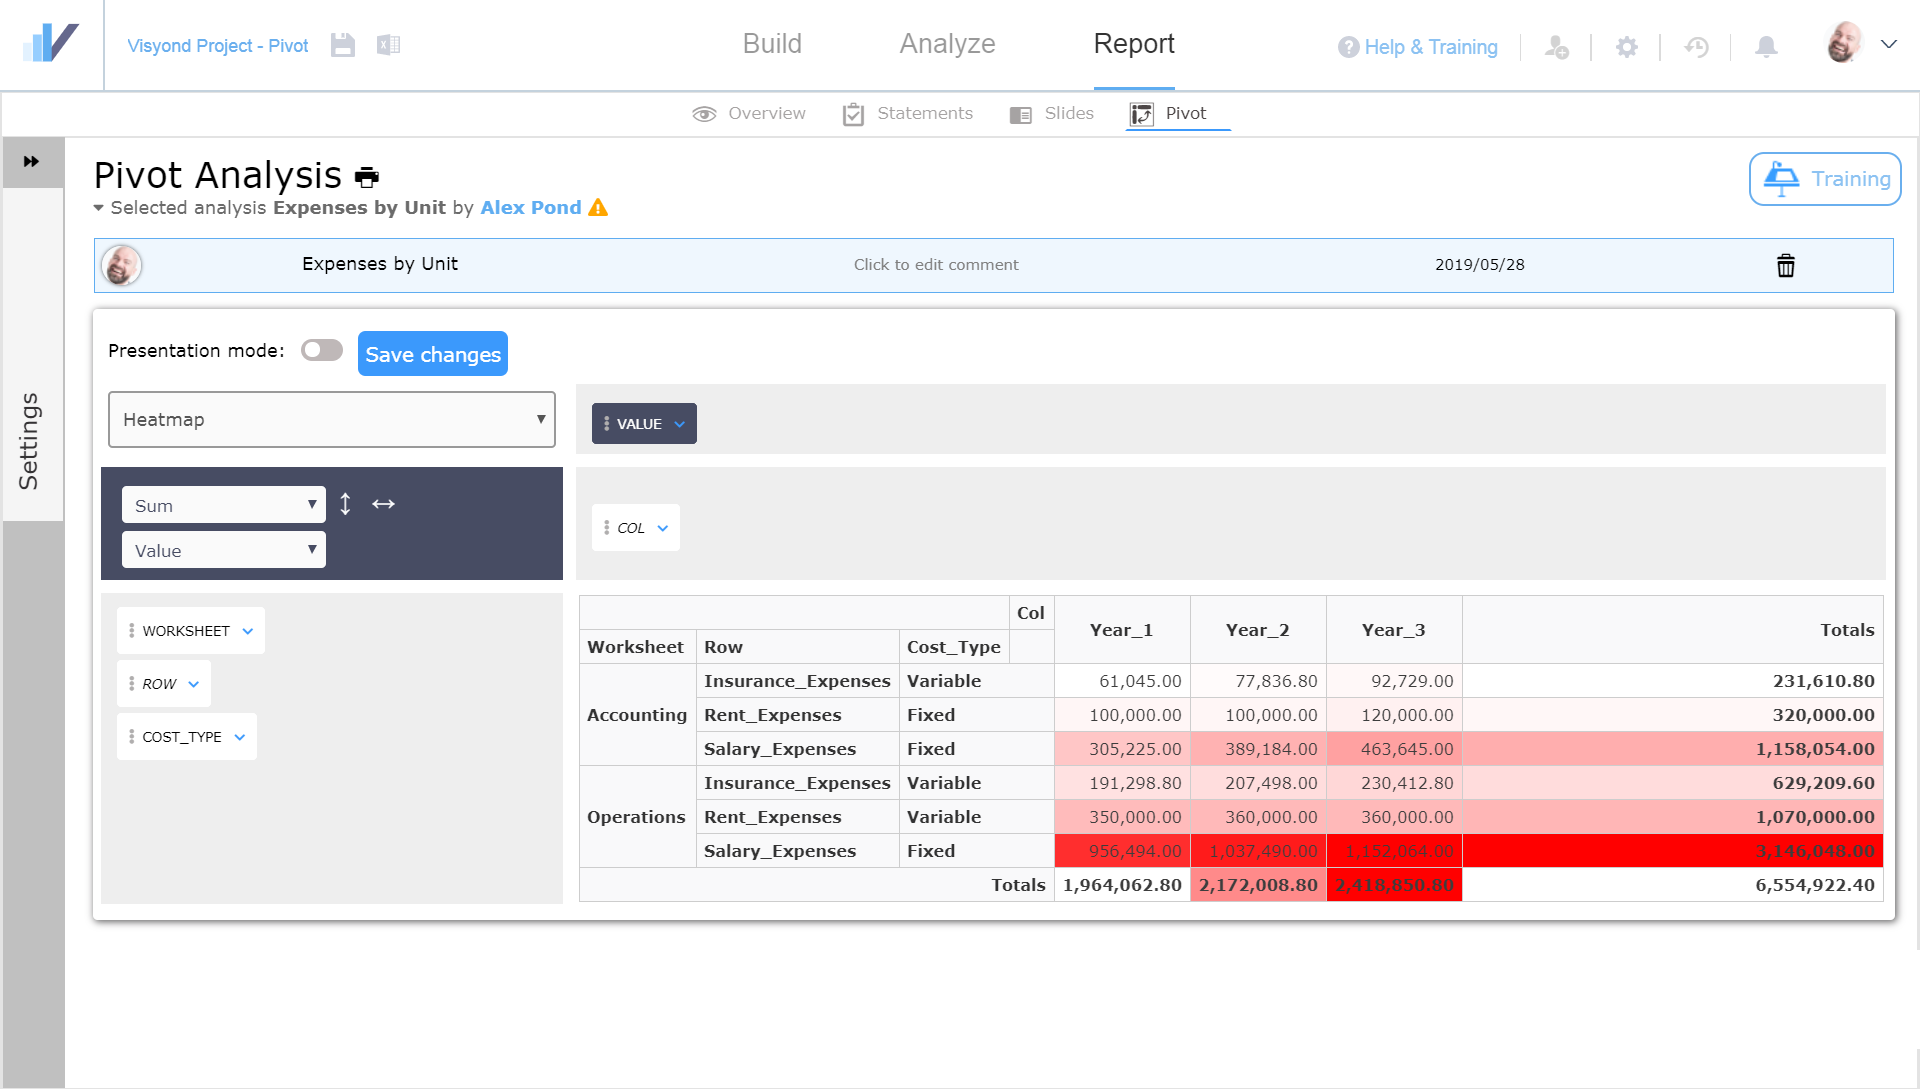 Visyond Project - Pivot
Build Analyze Report
Help & Training
Overview Statements Slides Pivot
Settings
Pivot Analysis
Selected analysis Expenses by Unit by Alex Pond
Training
Expenses by Unit Click to edit comment 2019/05/28
Presentation mode: Save changes
Heatmap
VALUE
Sum
Value
COL
WORKSHEET
ROW
COST_TYPE
Col Year_1 Year_2 Year_3 Totals
Worksheet Row Cost_Type
Accounting Insurance_Expenses Variable 61,045.00 77,836.80 92,729.00 231,610.80
Rent_Expenses Fixed 100,000.00 100,000.00 120,000.00 320,000.00
Salary_Expenses Fixed 305,225.00 389,184.00 463,645.00 1,158,054.00
Operations Insurance_Expenses Variable 191,298.80 207,498.00 230,412.80 629,209.60
Rent_Expenses Variable 350,000.00 360,000.00 360,000.00 1,070,000.00
Salary_Expenses Fixed 956,494.00 1,037,490.00 1,152,064.00 3,146,048.00
Totals 1,964,062.80 2,172,008.80 2,418,850.80 6,554,922.40